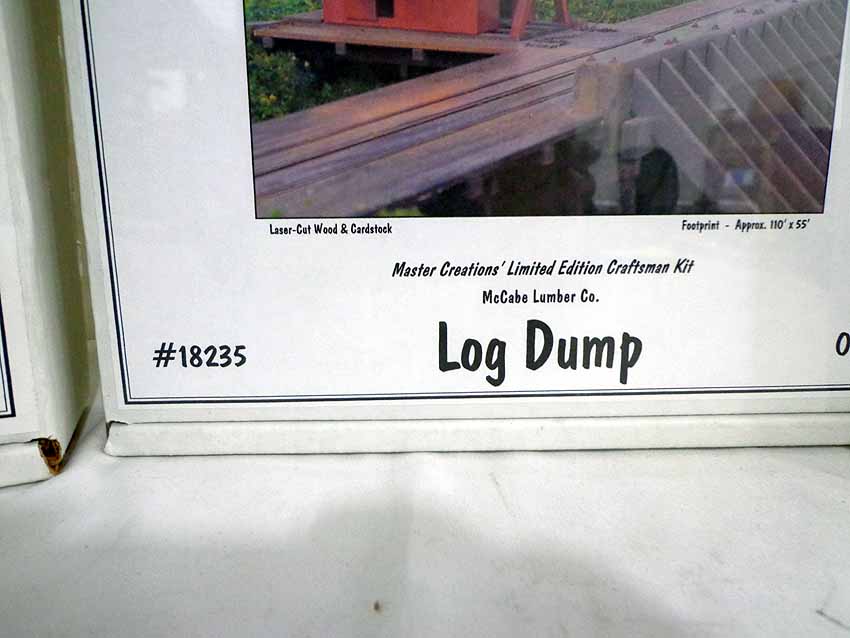 Laser-Cut Wood & Cardstock
Footprint - Approx. 110' x 55'
Master Creations' Limited Edition Craftsman Kit
McCabe Lumber Co.
#18235
Log Dump